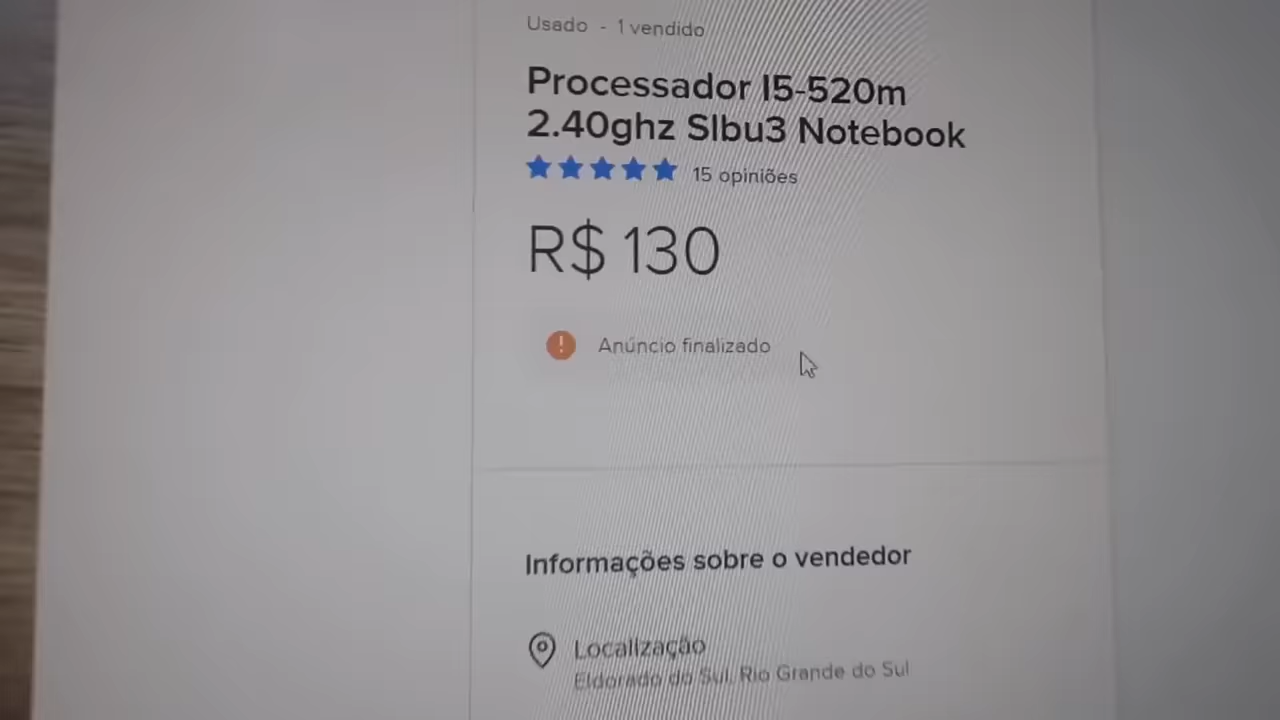 Usado - 1 vendido
Processador I5-520m
2.40ghz Slbu3 Notebook
15 opiniões
R$ 130
Anúncio finalizado
Informações sobre o vendedor
Localização
Eldorado do Sul, Rio Grande do Sul